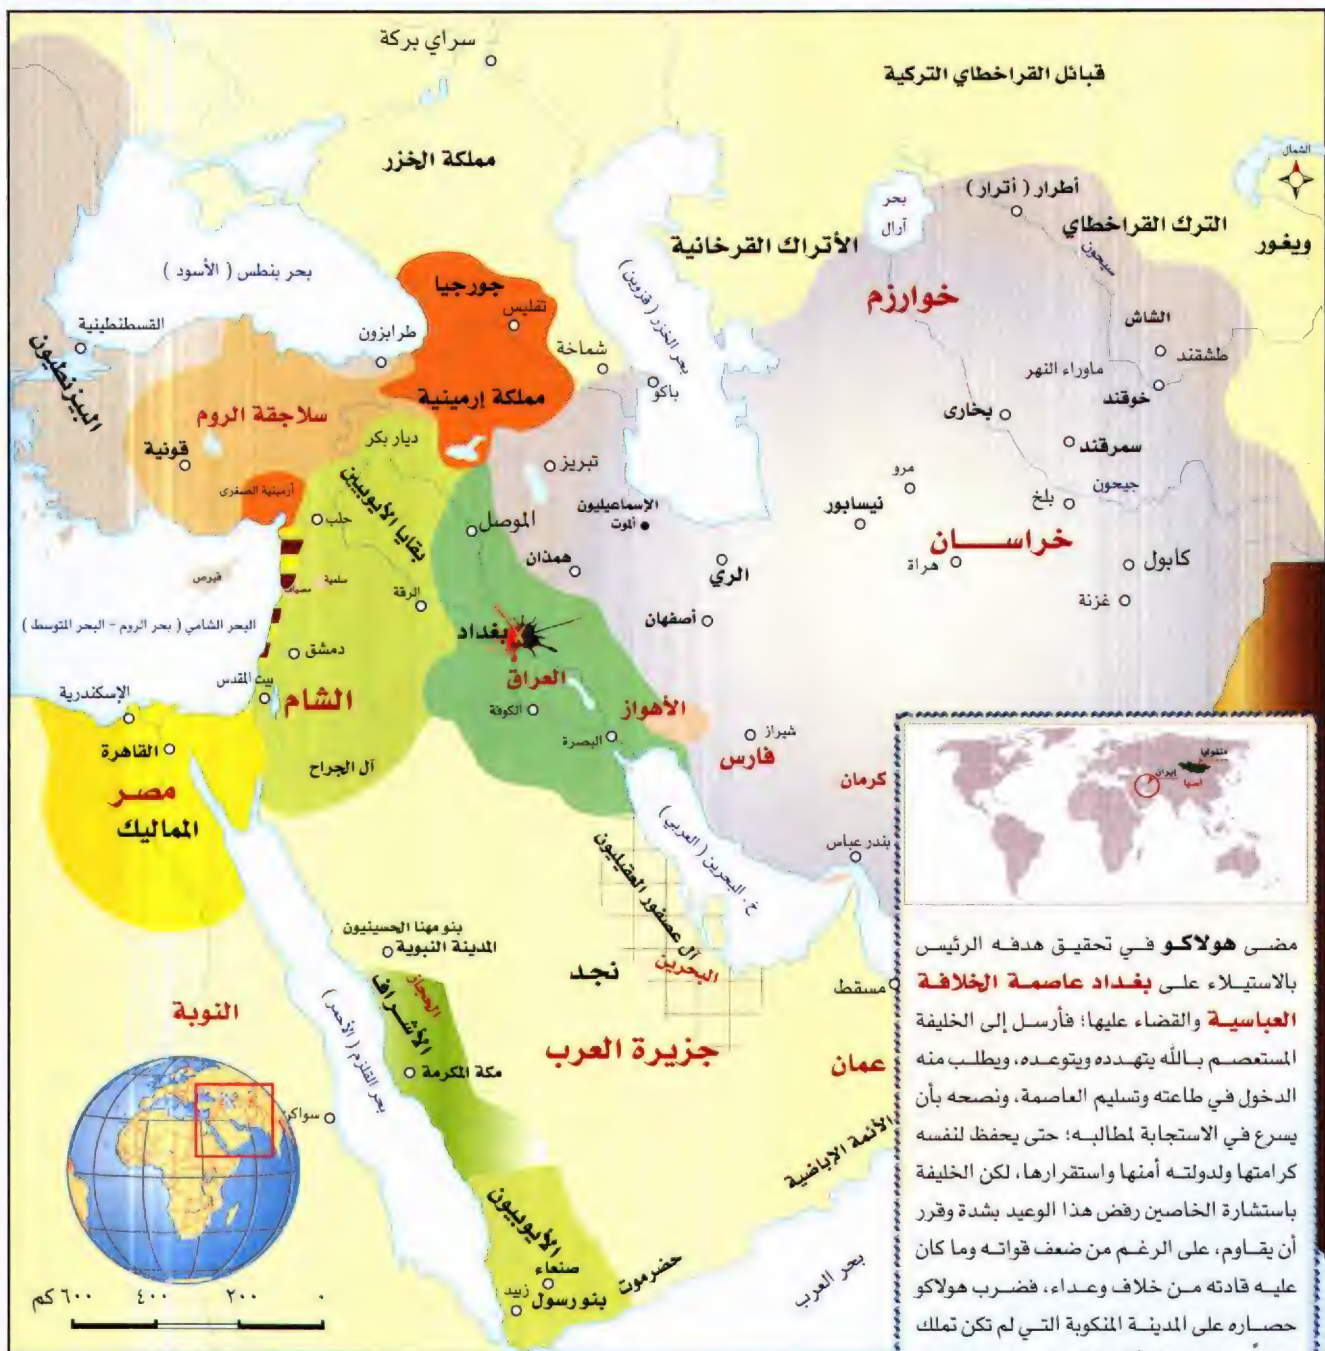 سراي بركة
قبائل القراخطاي التركية
مملكة الخزر
الشمال
أطرار ( أترار )
بحر
آرال
الترك القراخطاي
ويغور
الأتراك القرخانية
سيحون
بحر بنطس ( الأسود )
جورجيا
تفليس
بحر الخزر ( قزوين )
خوارزم
القسطنطينية
طرابزون
شماخة
الشاش
طشقند
البيزنطيون
سلاجقة الروم
مملكة إرمينية
باكو
ماوراء النهر
خوقند
بخارى
قونية
ديار بكر
تبريز
سمرقند
أرمينية الصغرى
بقايا الأيوبيين
الإسماعيليون
ألموت
مرو
جيحون
نيسابور
بلخ
حلب
الموصل
خراســـان
قبرص
مصياف
سلمية
الرقة
همذان
الري
هراة
كابول
غزنة
البحر الشامي ( بحر الروم - البحر المتوسط )
دمشق
بغداد
أصفهان
بيت المقدس
الإسكندرية
الشام
العراق
الكوفة
الأهواز
البصرة
شيراز
فارس
القاهرة
آل الجراح
مصر
المماليك
كرمان
بندر عباس
خ. البحرين ( العربي )
آل عصفور العقيليون
البحرين
بنو مهنا الحسينيون
المدينة النبوية
نجد
الحجاز
الأشراف
مسقط
النوبة
بحر القلزم ( الأحمر )
جزيرة العرب
عمان
مكة المكرمة
سواكن
الأئمة الإباضية
الأيوبيون
صنعاء
زبيد
بنو رسول
حضرموت
بحر العرب
٠ ٢٠٠ ٤٠٠ ٦٠٠ كم
منغوليا
إيران
آسيا
مضى هولاكو في تحقيق هدفه الرئيس
بالاستيلاء على بغداد عاصمة الخلافة
العباسية والقضاء عليها؛ فأرسل إلى الخليفة
المستعصم بالله يتهدده ويتوعده، ويطلب منه
الدخول في طاعته وتسليم العاصمة، ونصحه بأن
يسرع في الاستجابة لمطالبه؛ حتى يحفظ لنفسه
كرامتها ولدولته أمنها واستقرارها، لكن الخليفة
باستشارة الخاصين رفض هذا الوعيد بشدة وقرر
أن يقاوم، على الرغم من ضعف قواته وما كان
عليه قادته من خلاف وعداء، فضرب هولاكو
حصاره على المدينة المنكوبة التي لم تكن تملك